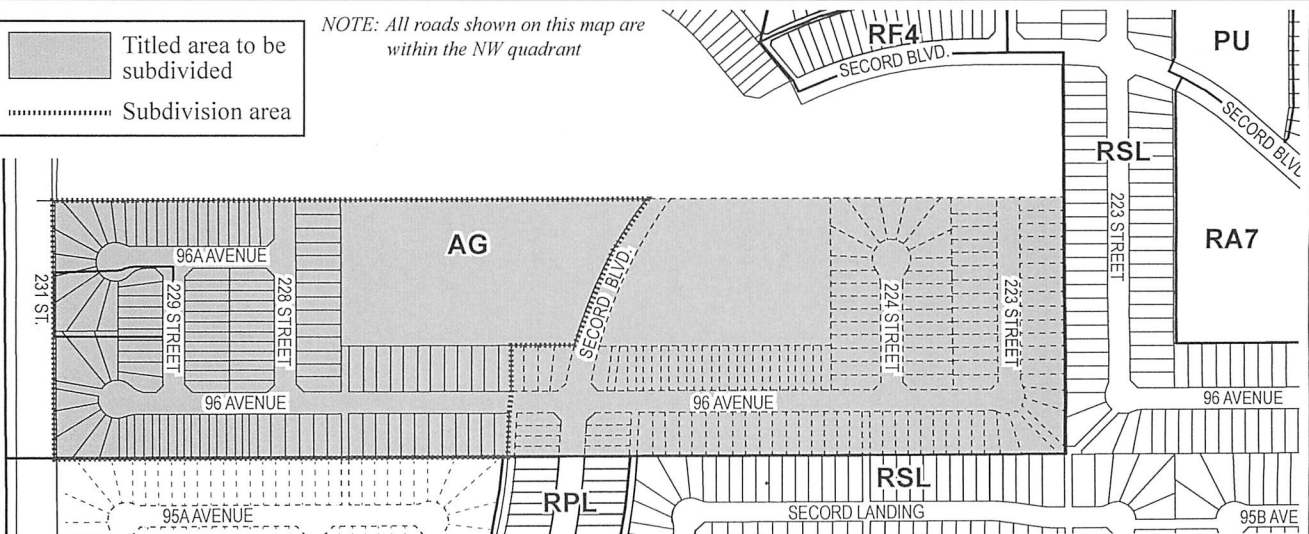 Titled area to be
subdivided
Subdivision area
NOTE: All roads shown on this map are
within the NW quadrant
RF4
SECORD BLVD.
PU
SECORD BLVD.
RSL
223 STREET
RA7
AG
96A AVENUE
231 ST.
229 STREET
228 STREET
SECORD BLVD.
224 STREET
223 STREET
96 AVENUE
96 AVENUE
96 AVENUE
RSL
RPL
95A AVENUE
SECORD LANDING
95B AVE